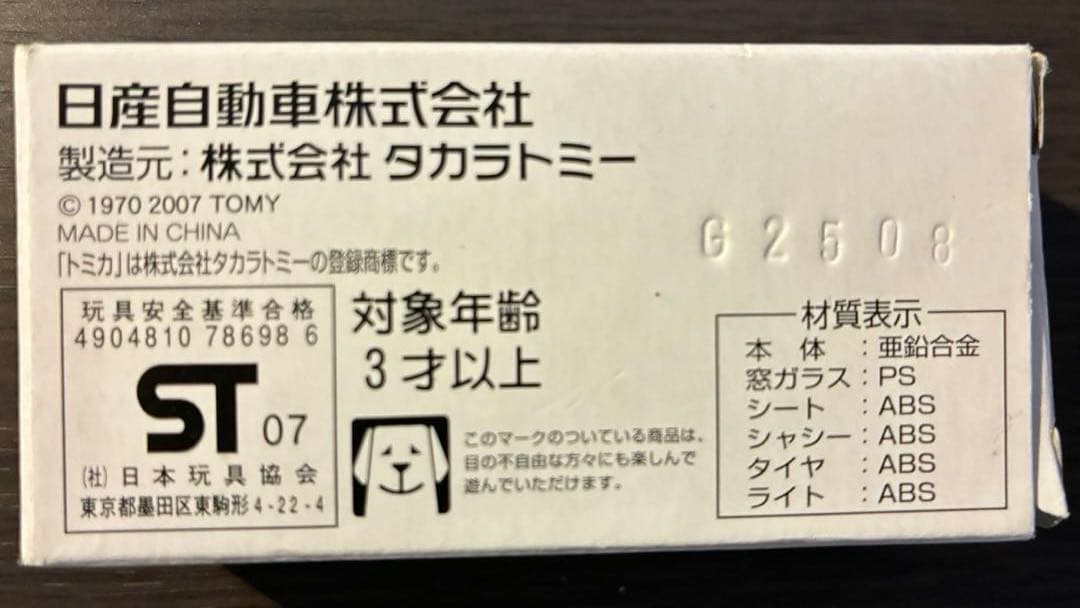 日産自動車株式会社
製造元：株式会社 タカラトミー
© 1970 2007 TOMY
MADE IN CHINA
「トミカ」は株式会社タカラトミーの登録商標です。
G2508
玩具安全基準合格
4904810 78698 6
ST 07
(社) 日本玩具協会
東京都墨田区東駒形4-22-4
対象年齢
3才以上
このマークのついている商品は、
目の不自由な方々にも楽しんで
遊んでいただけます。
材質表示
本　体：亜鉛合金
窓ガラス：PS
シート：ABS
シャシー：ABS
タイヤ：ABS
ライト：ABS